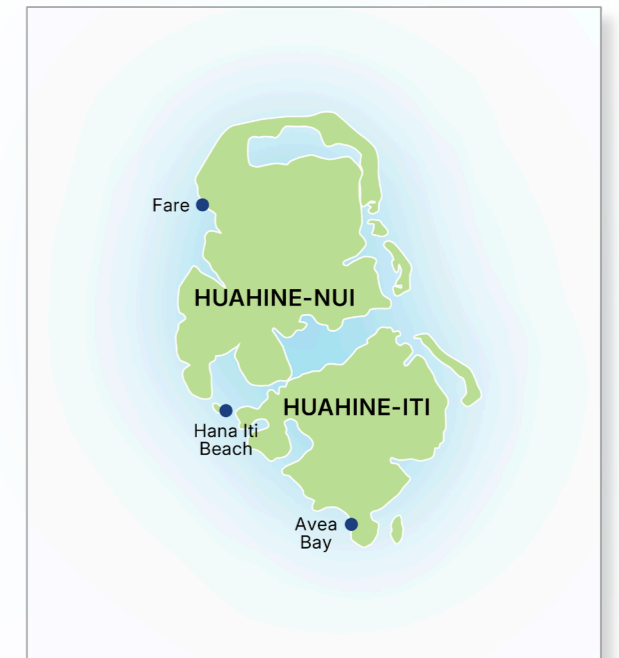 Fare
HUAHINE-NUI
HUAHINE-ITI
Hana Iti
Beach
Avea
Bay